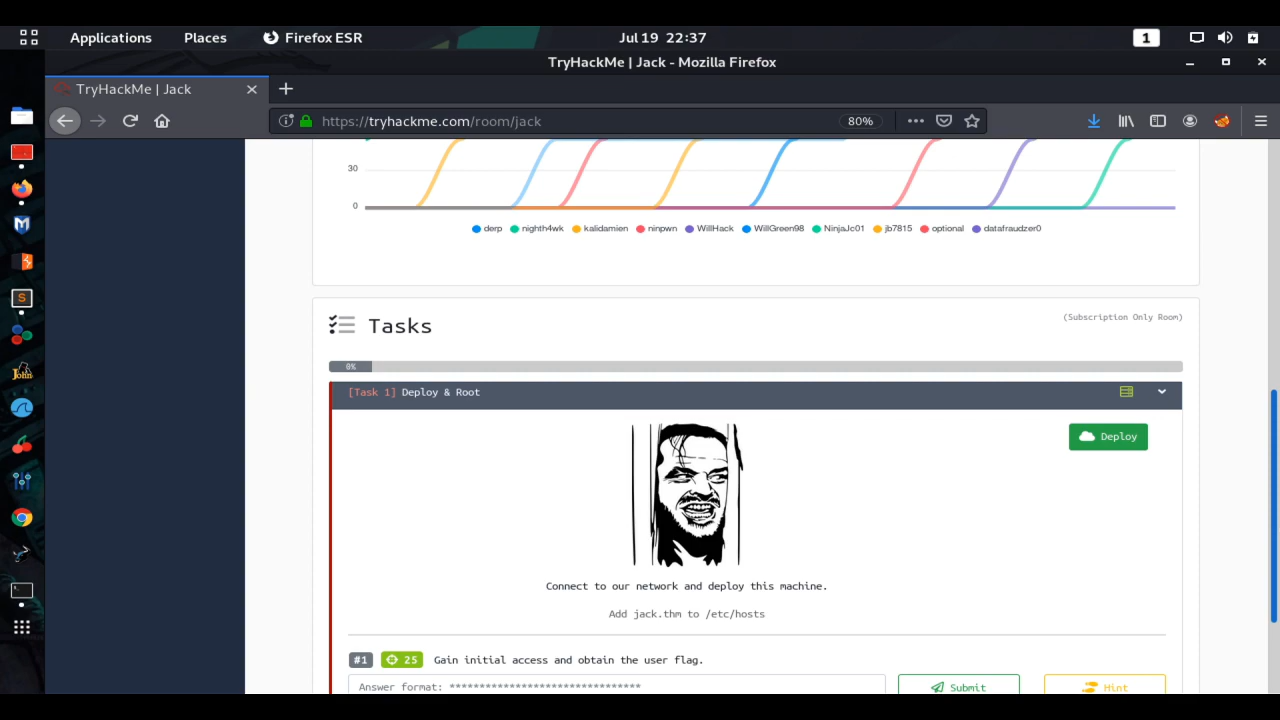 Applications Places Firefox ESR Jul 19 22:37 1
TryHackMe | Jack - Mozilla Firefox
TryHackMe | Jack
https://tryhackme.com/room/jack 80%
30
0
derp nighth4wk kalidamien ninpwn WillHack WillGreen98 NinjaJc01 jb7815 optional datafraudzer0
Tasks
(Subscription Only Room)
0%
[Task 1] Deploy & Root
Deploy
Connect to our network and deploy this machine.
Add jack.thm to /etc/hosts
#1 25 Gain initial access and obtain the user flag.
Answer format: ******************************** Submit Hint
S
John